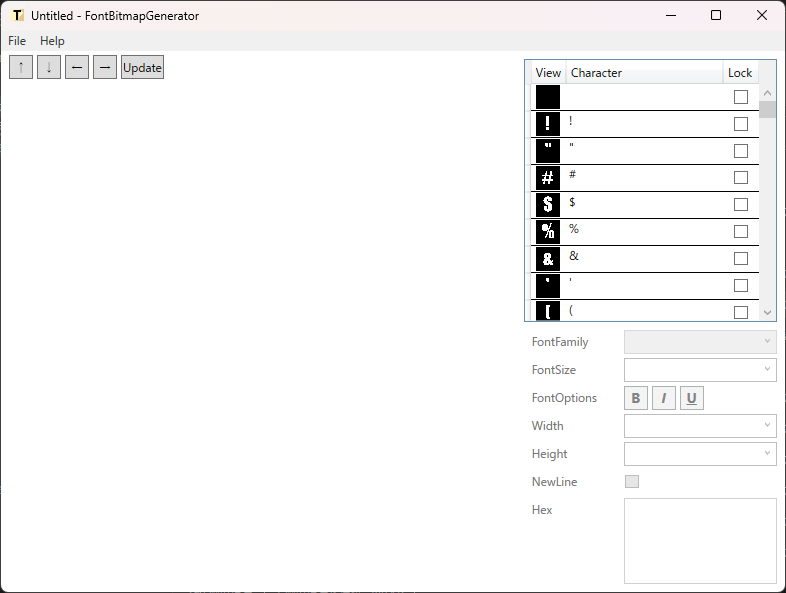 T Untitled - FontBitmapGenerator
File Help
↑ ↓ ← → Update
View Character Lock
! !
" "
# #
$ $
% %
& &
' '
( (
FontFamily
FontSize
FontOptions B I U
Width
Height
NewLine
Hex